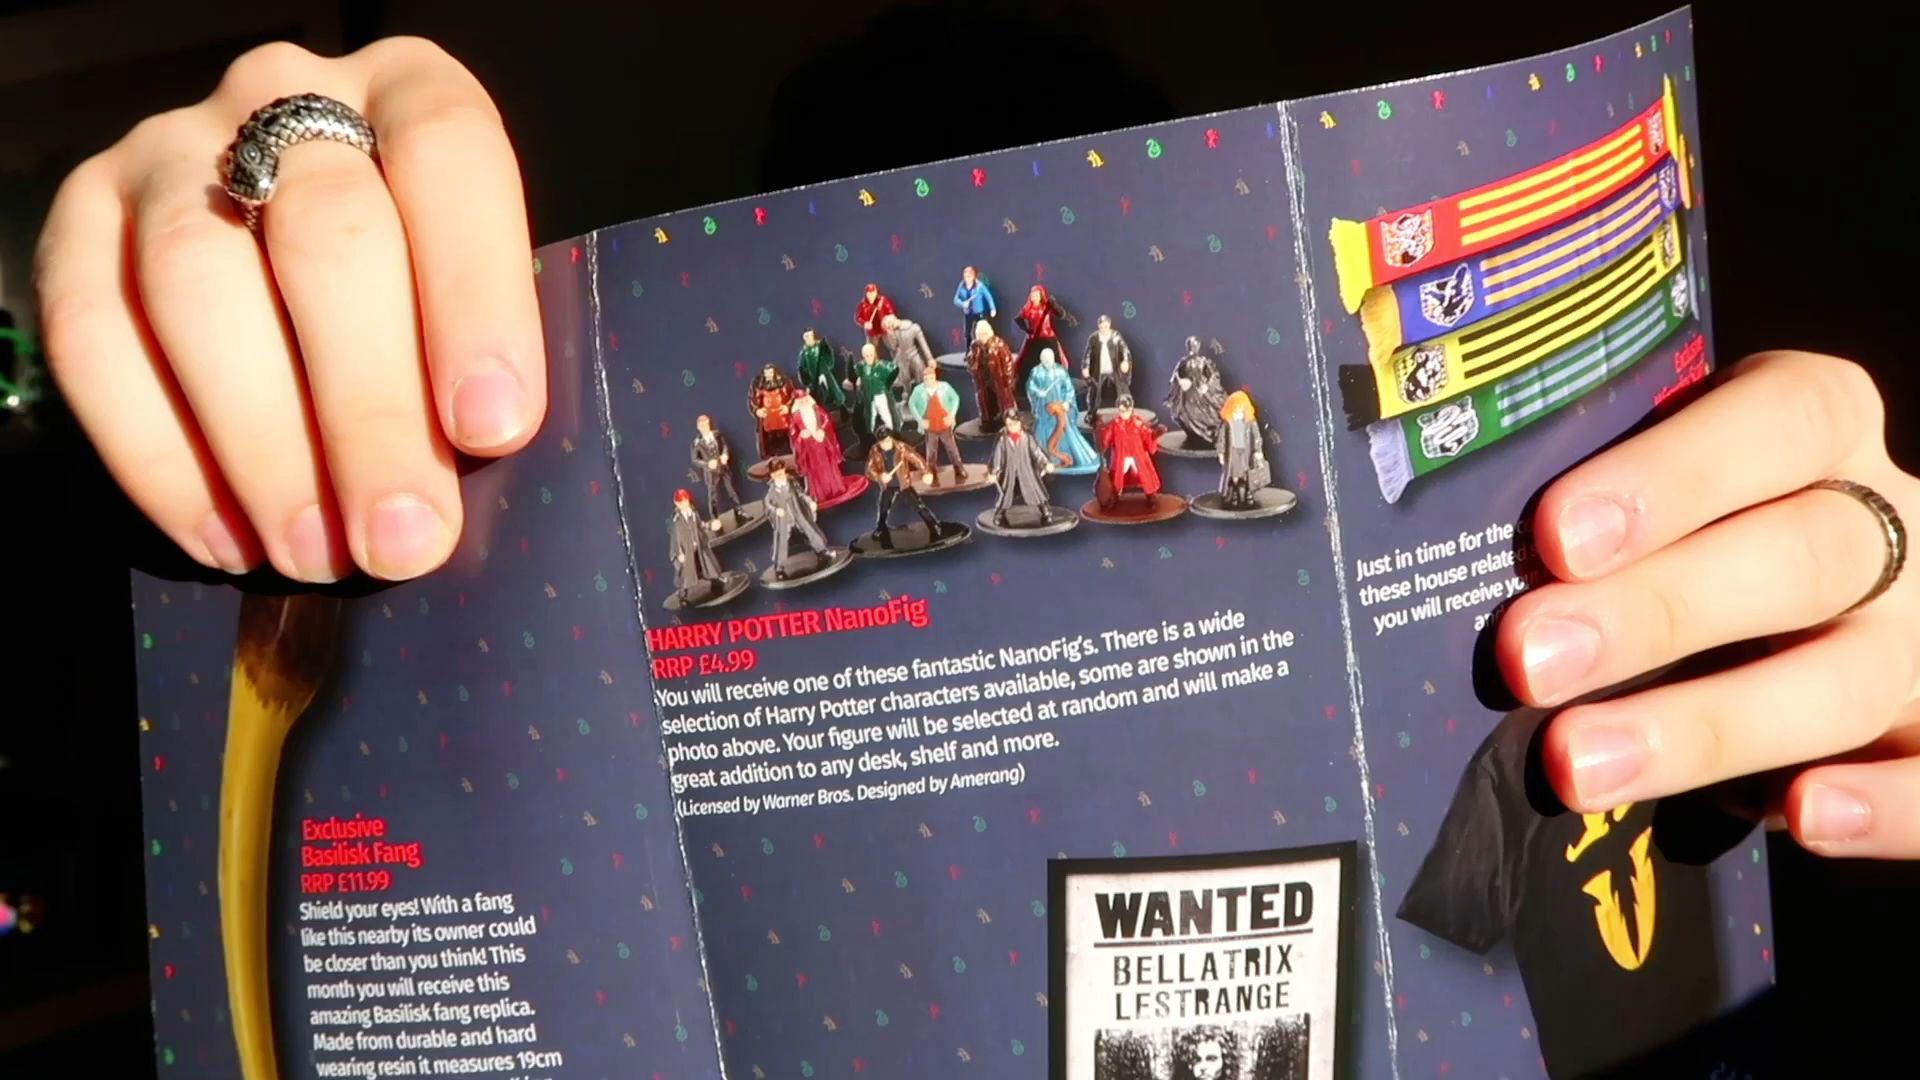 Exclusive
Basilisk Fang
RRP £11.99
Shield your eyes! With a fang
like this nearby its owner could
be closer than you think! This
month you will receive this
amazing Basilisk fang replica.
Made from durable and hard
wearing resin it measures 19cm
HARRY POTTER NanoFig
RRP £4.99
You will receive one of these fantastic NanoFig's. There is a wide
selection of Harry Potter characters available, some are shown in the
photo above. Your figure will be selected at random and will make a
great addition to any desk, shelf and more.
(Licensed by Warner Bros. Designed by Amerang)
WANTED
BELLATRIX
LESTRANGE
Exclusive
Just in time for the
these house related
you will receive